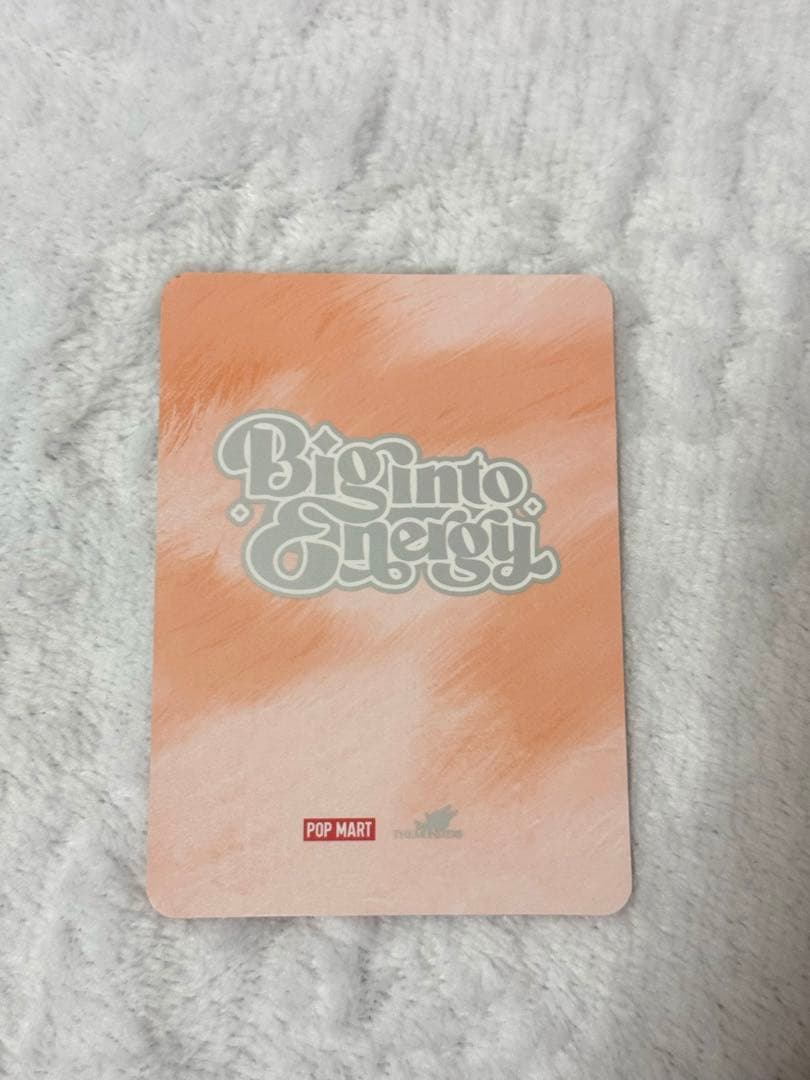 Big into
Energy
POP MART
THE MONSTERS